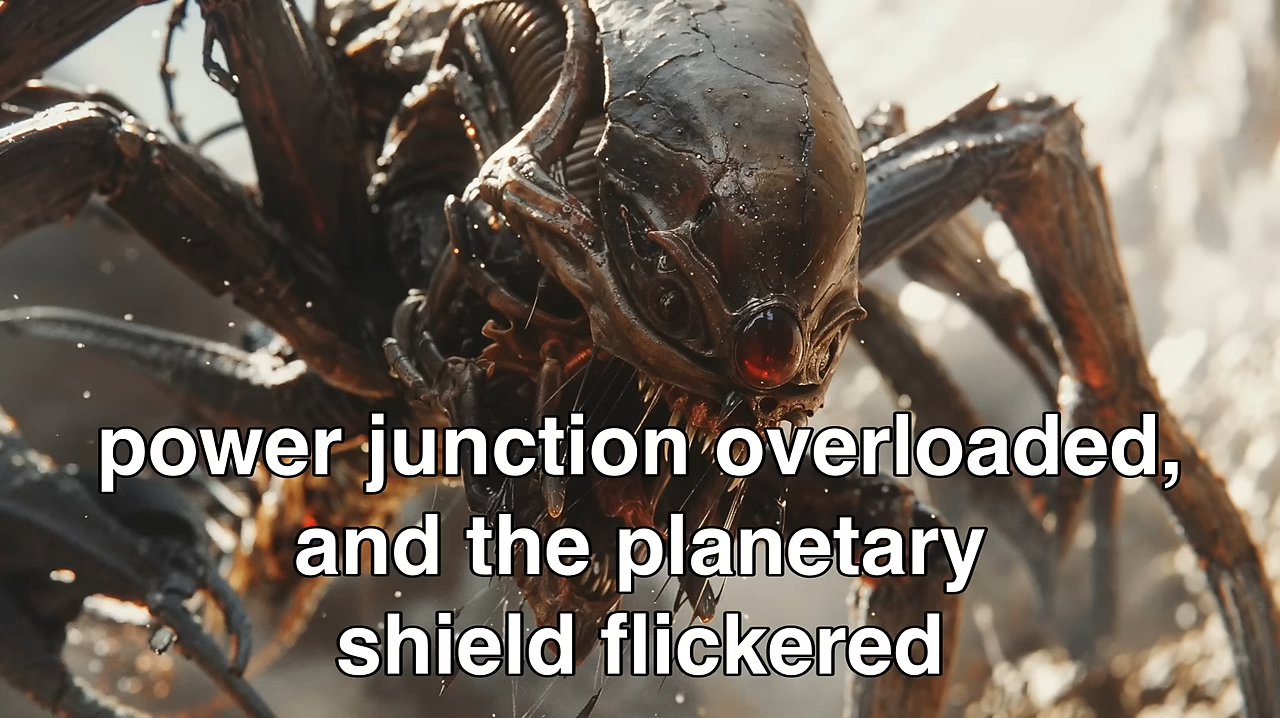 power junction overloaded,
and the planetary
shield flickered